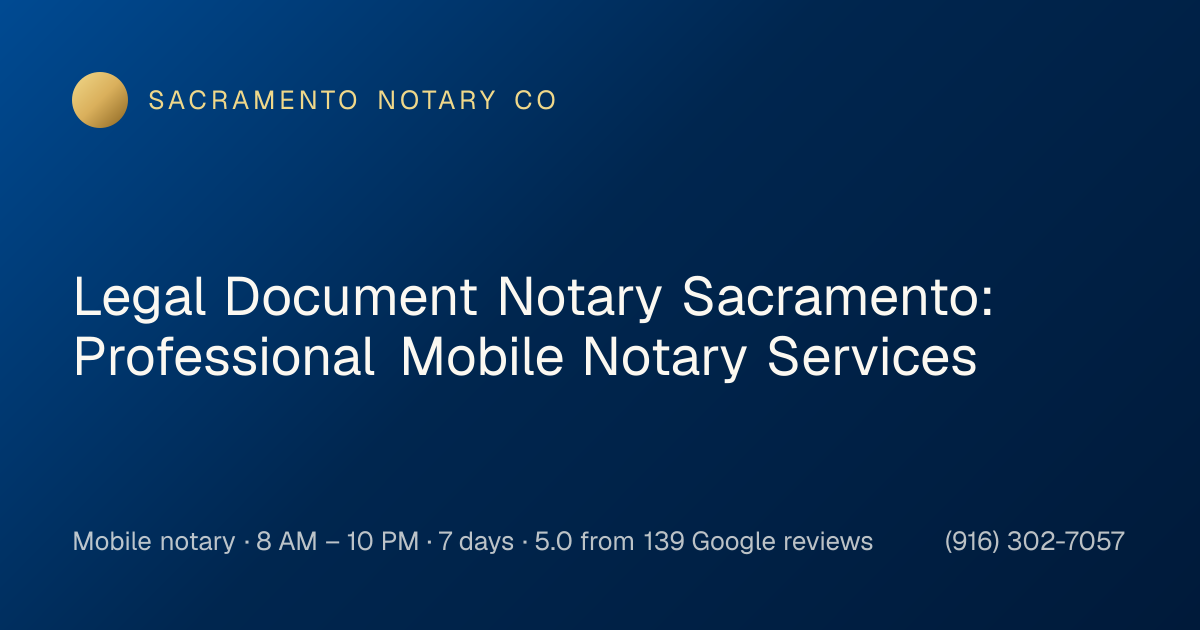 SACRAMENTO NOTARY CO
Legal Document Notary Sacramento:
Professional Mobile Notary Services
Mobile notary · 8 AM – 10 PM · 7 days · 5.0 from 139 Google reviews
(916) 302-7057